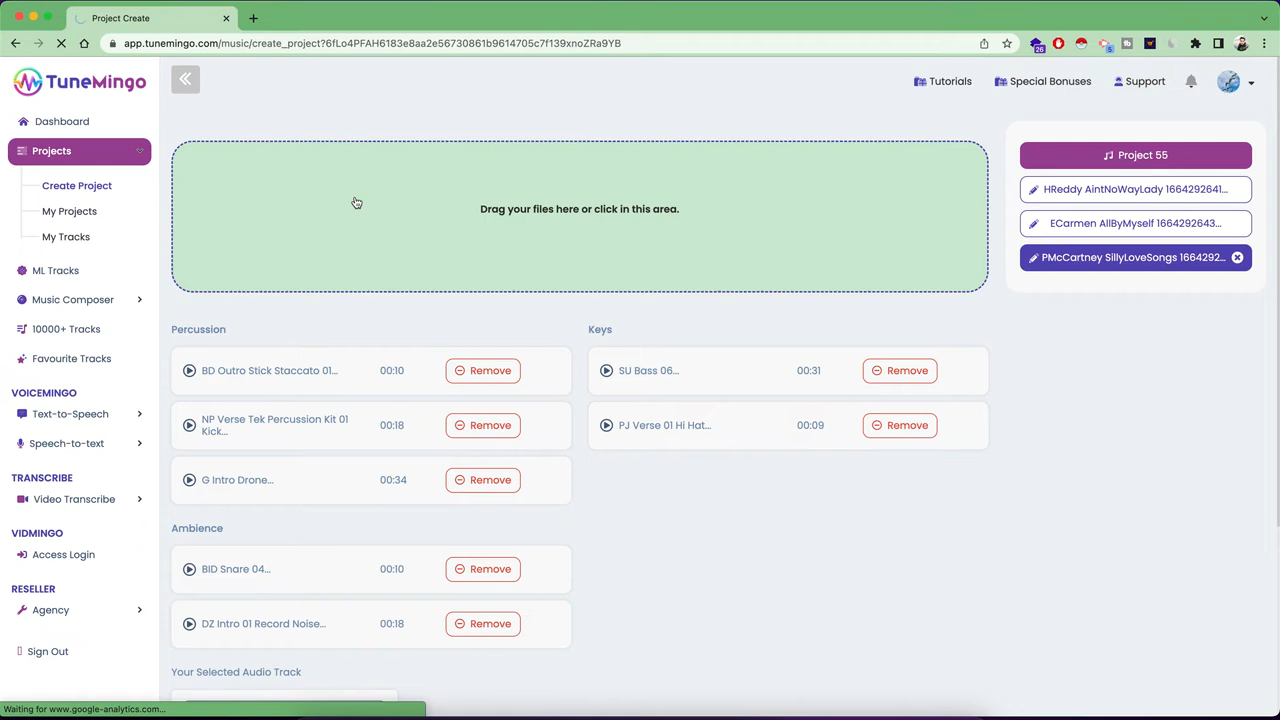 Project Create
app.tunemingo.com/music/create_project?6fLo4PFAH6183e8aa2e56730861b9614705c7f139xnoZRa9YB
26
5
TUNEMINGO
Tutorials
Special Bonuses
Support
Dashboard
Projects
Create Project
My Projects
My Tracks
ML Tracks
Music Composer
10000+ Tracks
Favourite Tracks
VOICEMINGO
Text-to-Speech
Speech-to-text
TRANSCRIBE
Video Transcribe
VIDMINGO
Access Login
RESELLER
Agency
Sign Out
Drag your files here or click in this area.
Percussion
BD Outro Stick Staccato 01... 00:10 Remove
NP Verse Tek Percussion Kit 01
Kick... 00:18 Remove
G Intro Drone... 00:34 Remove
Ambience
BID Snare 04... 00:10 Remove
DZ Intro 01 Record Noise... 00:18 Remove
Your Selected Audio Track
Keys
SU Bass 06... 00:31 Remove
PJ Verse 01 Hi Hat... 00:09 Remove
Project 55
HReddy AintNoWayLady 1664292641...
ECarmen AllByMyself 1664292643...
PMcCartney SillyLoveSongs 1664292...
Waiting for www.google-analytics.com...